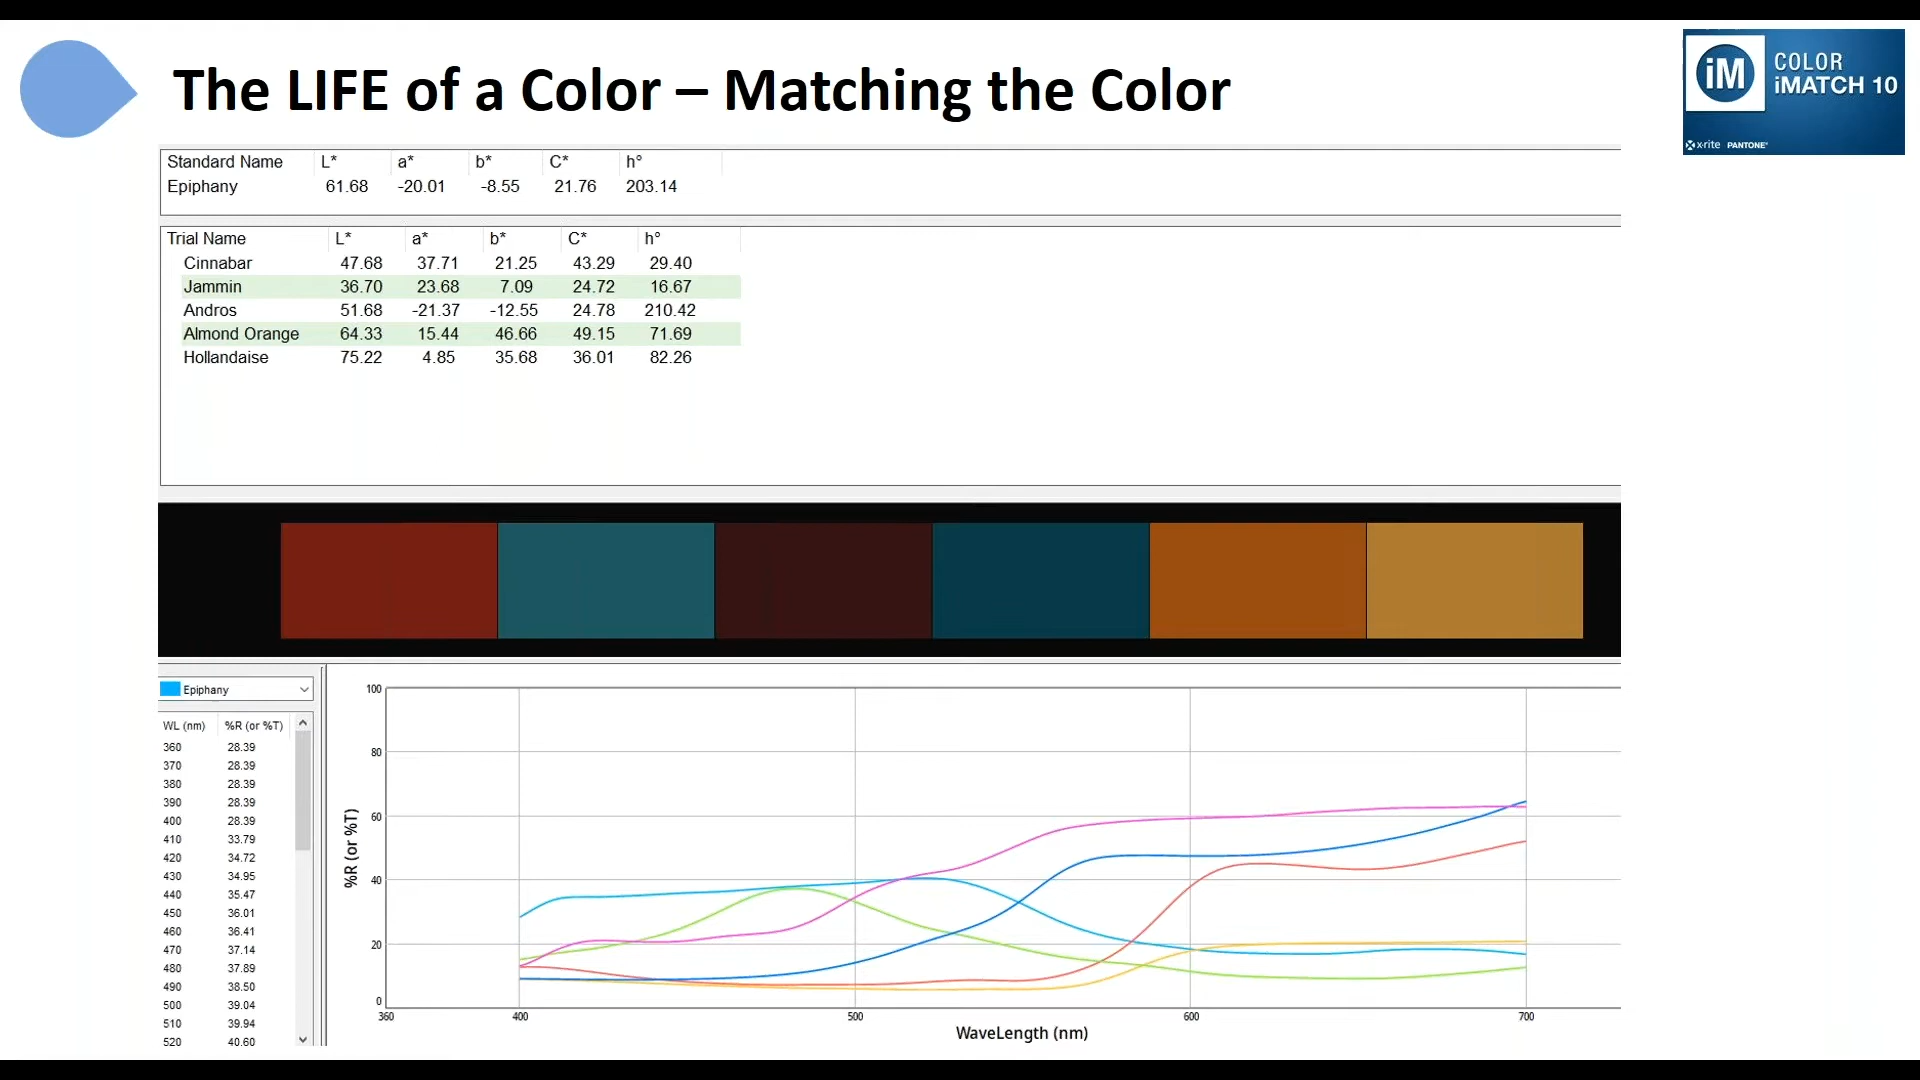 The LIFE of a Color – Matching the Color
iM COLOR iMATCH 10
x-rite PANTONE®
Standard Name L* a* b* C* h°
Epiphany 61.68 -20.01 -8.55 21.76 203.14
Trial Name L* a* b* C* h°
Cinnabar 47.68 37.71 21.25 43.29 29.40
Jammin 36.70 23.68 7.09 24.72 16.67
Andros 51.68 -21.37 -12.55 24.78 210.42
Almond Orange 64.33 15.44 46.66 49.15 71.69
Hollandaise 75.22 4.85 35.68 36.01 82.26
Epiphany
WL (nm) %R (or %T)
360 28.39
370 28.39
380 28.39
390 28.39
400 28.39
410 33.79
420 34.72
430 34.95
440 35.47
450 36.01
460 36.41
470 37.14
480 37.89
490 38.50
500 39.04
510 39.94
520 40.60
%R (or %T)
100
80
60
40
20
0
360 400 500 600 700
WaveLength (nm)